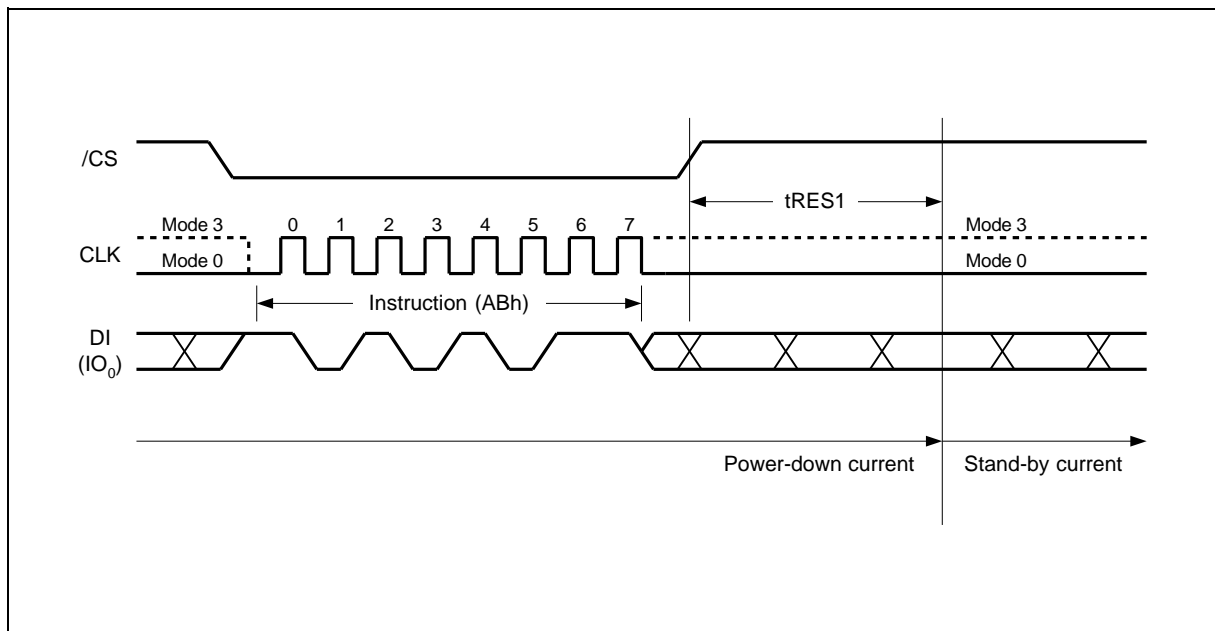 /CS
tRES1
Mode 3
0 1 2 3 4 5 6 7
Mode 3
CLK
Mode 0
Mode 0
Instruction (ABh)
DI
(IO0)
Power-down current
Stand-by current